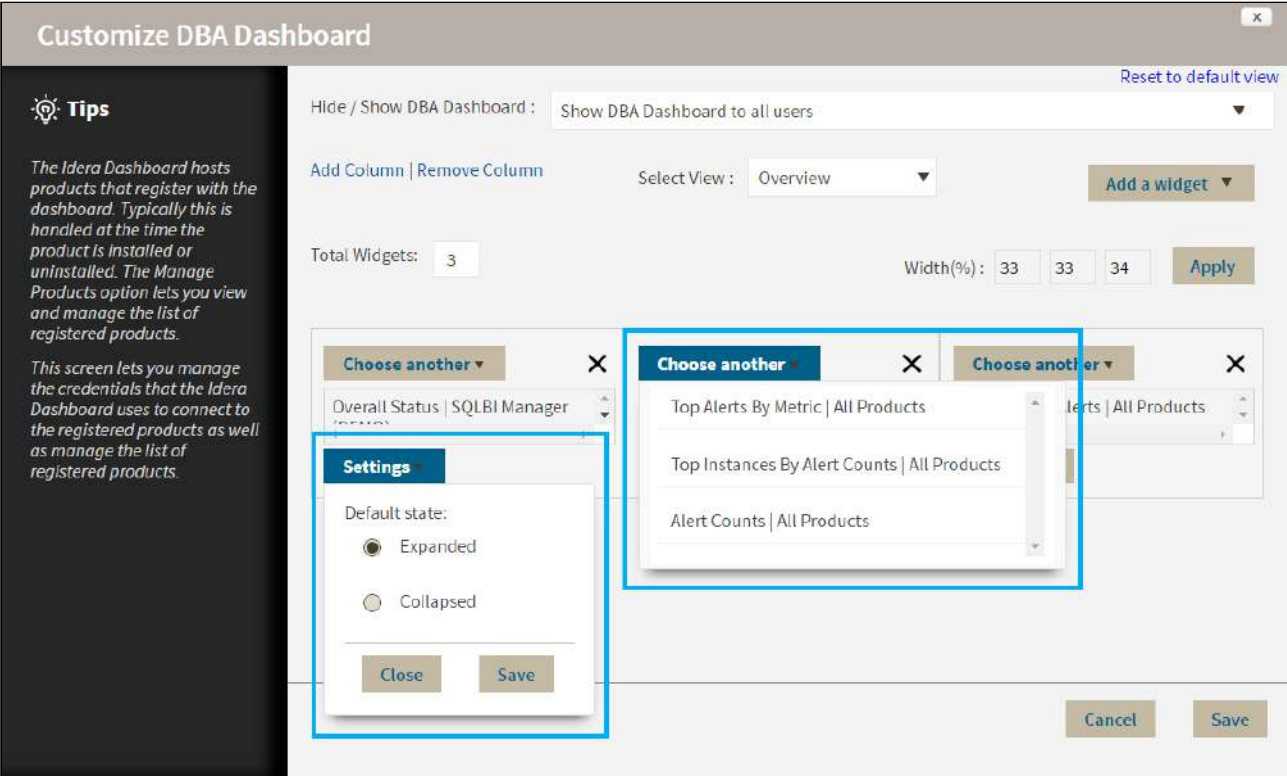 Customize DBA Dashboard
x
Reset to default view
Tips
The Idera Dashboard hosts
products that register with the
dashboard. Typically this is
handled at the time the
product is installed or
uninstalled. The Manage
Products option lets you view
and manage the list of
registered products.
This screen lets you manage
the credentials that the Idera
Dashboard uses to connect to
the registered products as well
as manage the list of
registered products.
Hide / Show DBA Dashboard :
Show DBA Dashboard to all users
Add Column | Remove Column
Select View :
Overview
Add a widget
Total Widgets:
3
Width(%) :
33
33
34
Apply
Choose another
Overall Status | SQLBI Manager
Settings
Default state:
Expanded
Collapsed
Close
Save
Choose another
Top Alerts By Metric | All Products
Top Instances By Alert Counts | All Products
Alert Counts | All Products
Choose another
| All Products
Cancel
Save